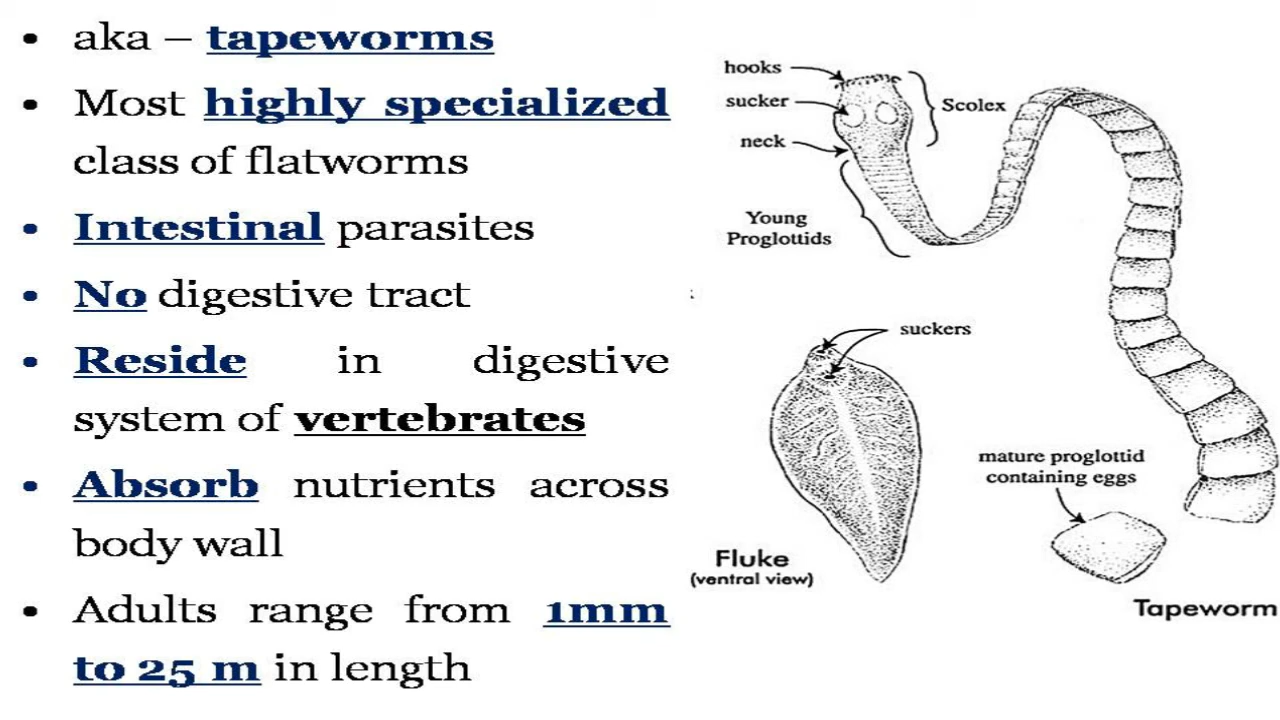 • aka – tapeworms
• Most highly specialized
class of flatworms
• Intestinal parasites
• No digestive tract
• Reside in digestive
system of vertebrates
• Absorb nutrients across
body wall
• Adults range from 1mm
to 25 m in length
hooks
sucker
neck
Scolex
Young
Proglottids
suckers
mature proglottid
containing eggs
Fluke
(ventral view)
Tapeworm